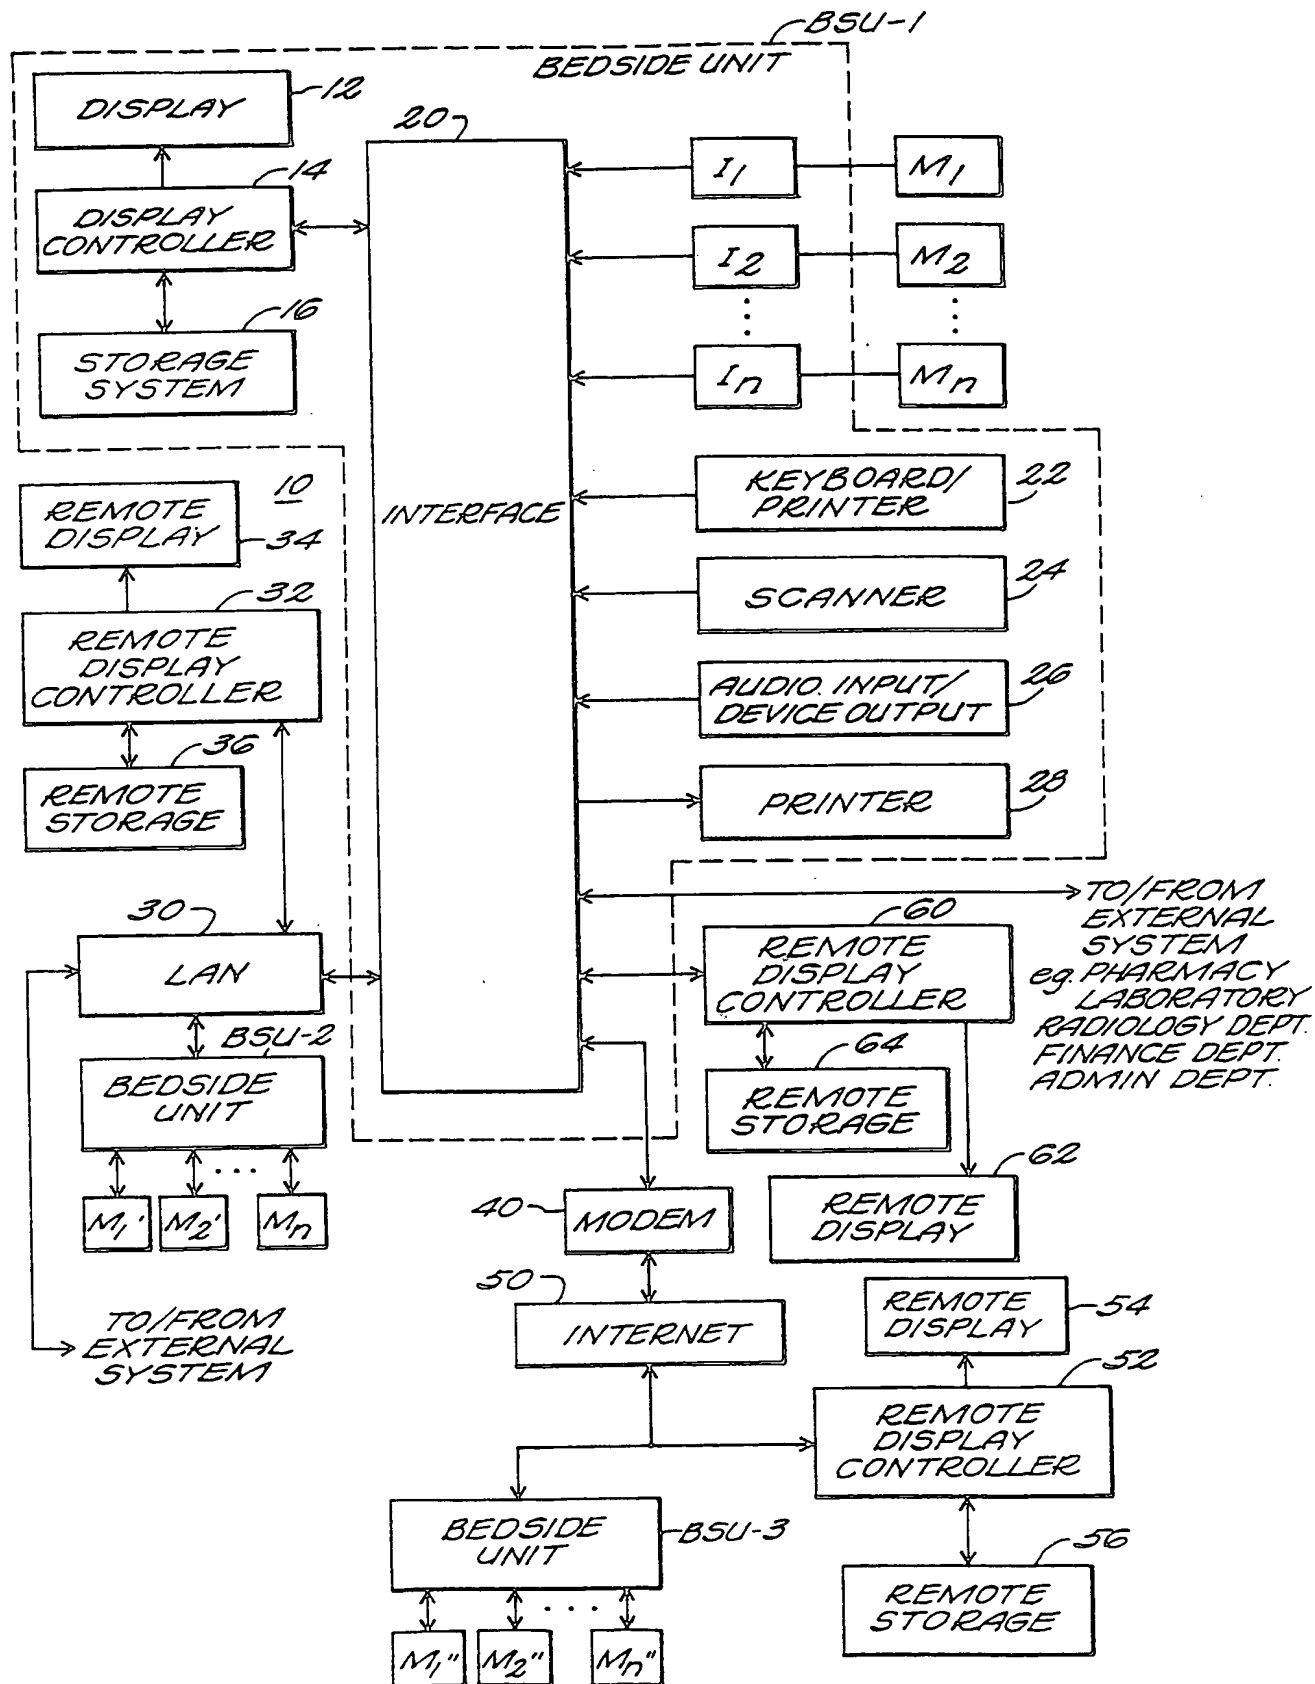 BSU-1
BEDSIDE UNIT
DISPLAY
12
DISPLAY
CONTROLLER
14
STORAGE
SYSTEM
16
20
INTERFACE
I1
M1
I2
M2
In
Mn
KEYBOARD/
PRINTER
22
SCANNER
24
AUDIO. INPUT/
DEVICE OUTPUT
26
PRINTER
28
10
REMOTE
DISPLAY
34
32
REMOTE
DISPLAY
CONTROLLER
36
REMOTE
STORAGE
30
LAN
BSU-2
BEDSIDE
UNIT
M1'
M2'
...
Mn
TO/FROM
EXTERNAL
SYSTEM
TO/FROM
EXTERNAL
SYSTEM
eg. PHARMACY
LABORATORY
RADIOLOGY DEPT.
FINANCE DEPT.
ADMIN DEPT.
60
REMOTE
DISPLAY
CONTROLLER
64
REMOTE
STORAGE
62
REMOTE
DISPLAY
40
MODEM
50
INTERNET
REMOTE
DISPLAY
54
52
REMOTE
DISPLAY
CONTROLLER
56
REMOTE
STORAGE
BEDSIDE
UNIT
BSU-3
M1"
M2"
....
Mn"